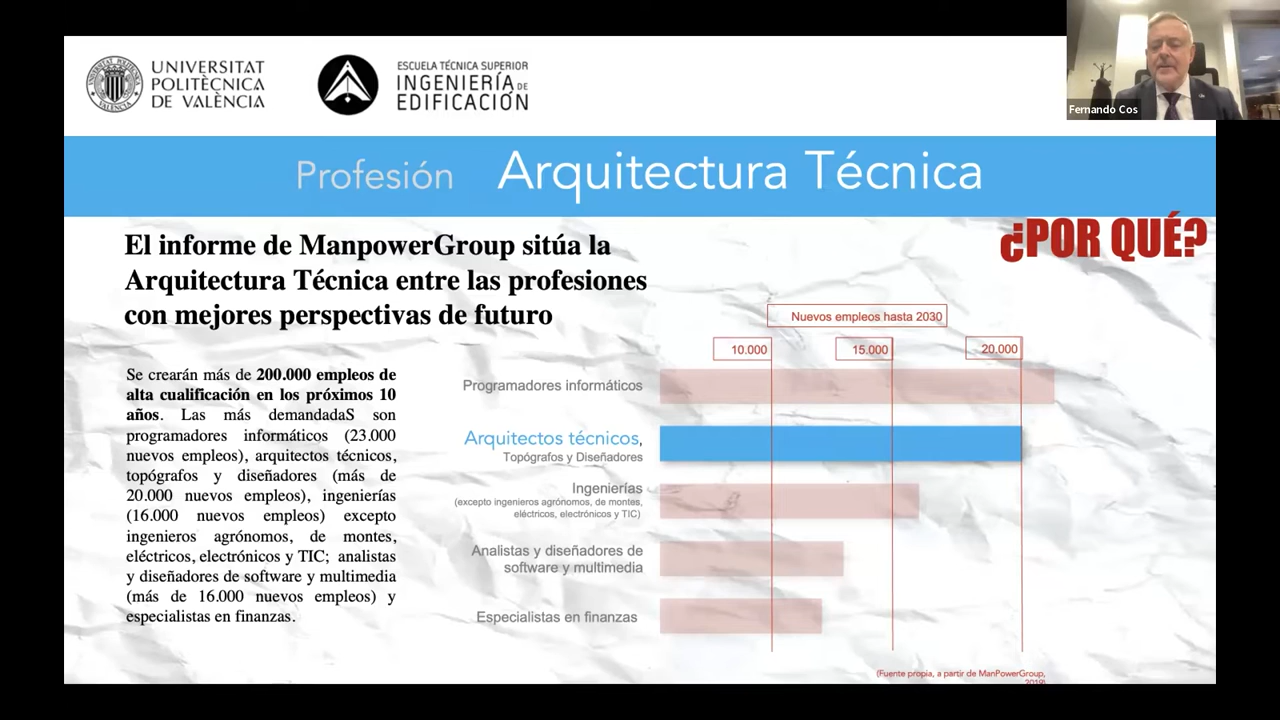 UNIVERSITAT
POLITÈCNICA
DE VALÈNCIA
ESCUELA TÉCNICA SUPERIOR
INGENIERÍA DE
EDIFICACIÓN
Fernando Cos
Profesión Arquitectura Técnica
¿POR QUÉ?
El informe de ManpowerGroup sitúa la
Arquitectura Técnica entre las profesiones
con mejores perspectivas de futuro
Se crearán más de 200.000 empleos de
alta cualificación en los próximos 10
años. Las más demandadaS son
programadores informáticos (23.000
nuevos empleos), arquitectos técnicos,
topógrafos y diseñadores (más de
20.000 nuevos empleos), ingenierías
(16.000 nuevos empleos) excepto
ingenieros agrónomos, de montes,
eléctricos, electrónicos y TIC; analistas
y diseñadores de software y multimedia
(más de 16.000 nuevos empleos) y
especialistas en finanzas.
Nuevos empleos hasta 2030
10.000 15.000 20.000
Programadores informáticos
Arquitectos técnicos,
Topógrafos y Diseñadores
Ingenierías
(excepto ingenieros agrónomos, de montes,
eléctricos, electrónicos y TIC)
Analistas y diseñadores de
software y multimedia
Especialistas en finanzas
(Fuente propia, a partir de ManPowerGroup,
2019)